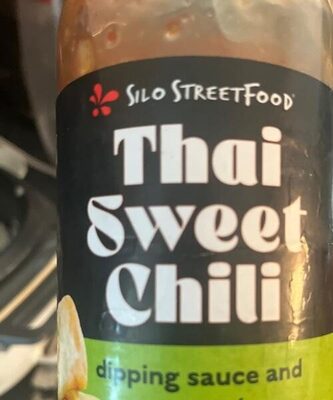 SILO STREETFOOD
Thai
Sweet
Chili
dipping sauce and